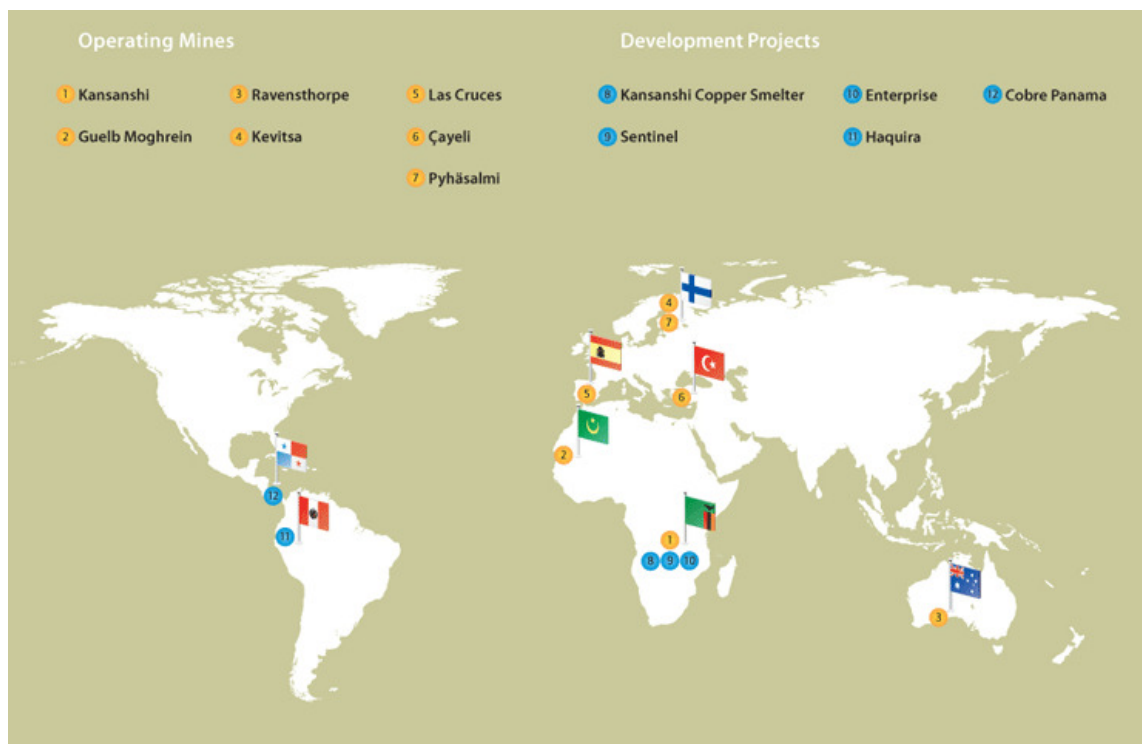 Operating Mines
Development Projects
1 Kansanshi
3 Ravensthorpe
5 Las Cruces
8 Kansanshi Copper Smelter
10 Enterprise
12 Cobre Panama
2 Guelb Moghrein
4 Kevitsa
6 Çayeli
9 Sentinel
11 Haquira
7 Pyhäsalmi
4
7
5
6
2
12
11
1
8 9 10
3